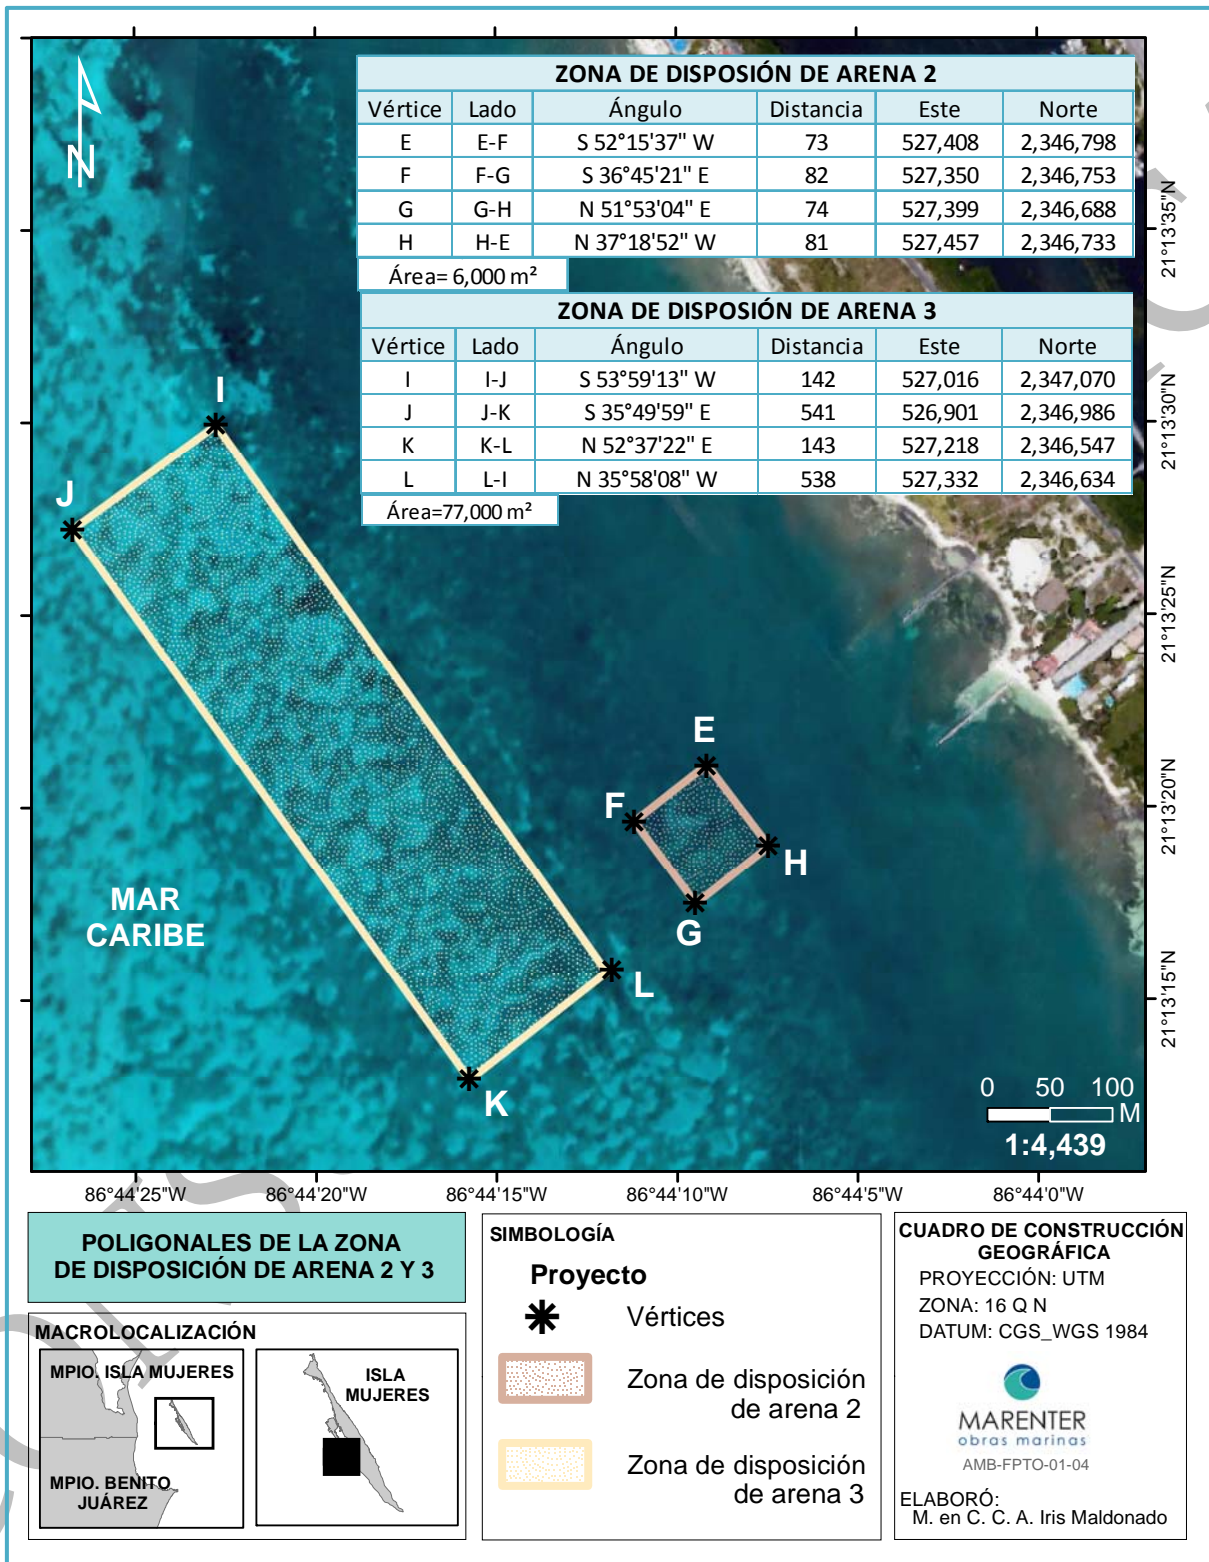 ZONA DE DISPOSIÓN DE ARENA 2
Vértice Lado Ángulo Distancia Este Norte
E E-F S 52°15'37" W 73 527,408 2,346,798
F F-G S 36°45'21" E 82 527,350 2,346,753
G G-H N 51°53'04" E 74 527,399 2,346,688
H H-E N 37°18'52" W 81 527,457 2,346,733
Área= 6,000 m²
ZONA DE DISPOSIÓN DE ARENA 3
Vértice Lado Ángulo Distancia Este Norte
I I-J S 53°59'13" W 142 527,016 2,347,070
J J-K S 35°49'59" E 541 526,901 2,346,986
K K-L N 52°37'22" E 143 527,218 2,346,547
L L-I N 35°58'08" W 538 527,332 2,346,634
Área=77,000 m²
N
I
J
E
F
H
G
L
K
MAR
CARIBE
21°13'35"N
21°13'30"N
21°13'25"N
21°13'20"N
21°13'15"N
0 50 100
M
1:4,439
86°44'25"W 86°44'20"W 86°44'15"W 86°44'10"W 86°44'5"W 86°44'0"W
POLIGONALES DE LA ZONA
DE DISPOSICIÓN DE ARENA 2 Y 3
MACROLOCALIZACIÓN
MPIO. ISLA MUJERES
MPIO. BENITO
JUÁREZ
ISLA
MUJERES
SIMBOLOGÍA
Proyecto
Vértices
Zona de disposición
de arena 2
Zona de disposición
de arena 3
CUADRO DE CONSTRUCCIÓN
GEOGRÁFICA
PROYECCIÓN: UTM
ZONA: 16 Q N
DATUM: CGS_WGS 1984
MARENTER
obras marinas
AMB-FPTO-01-04
ELABORÓ:
M. en C. C. A. Iris Maldonado